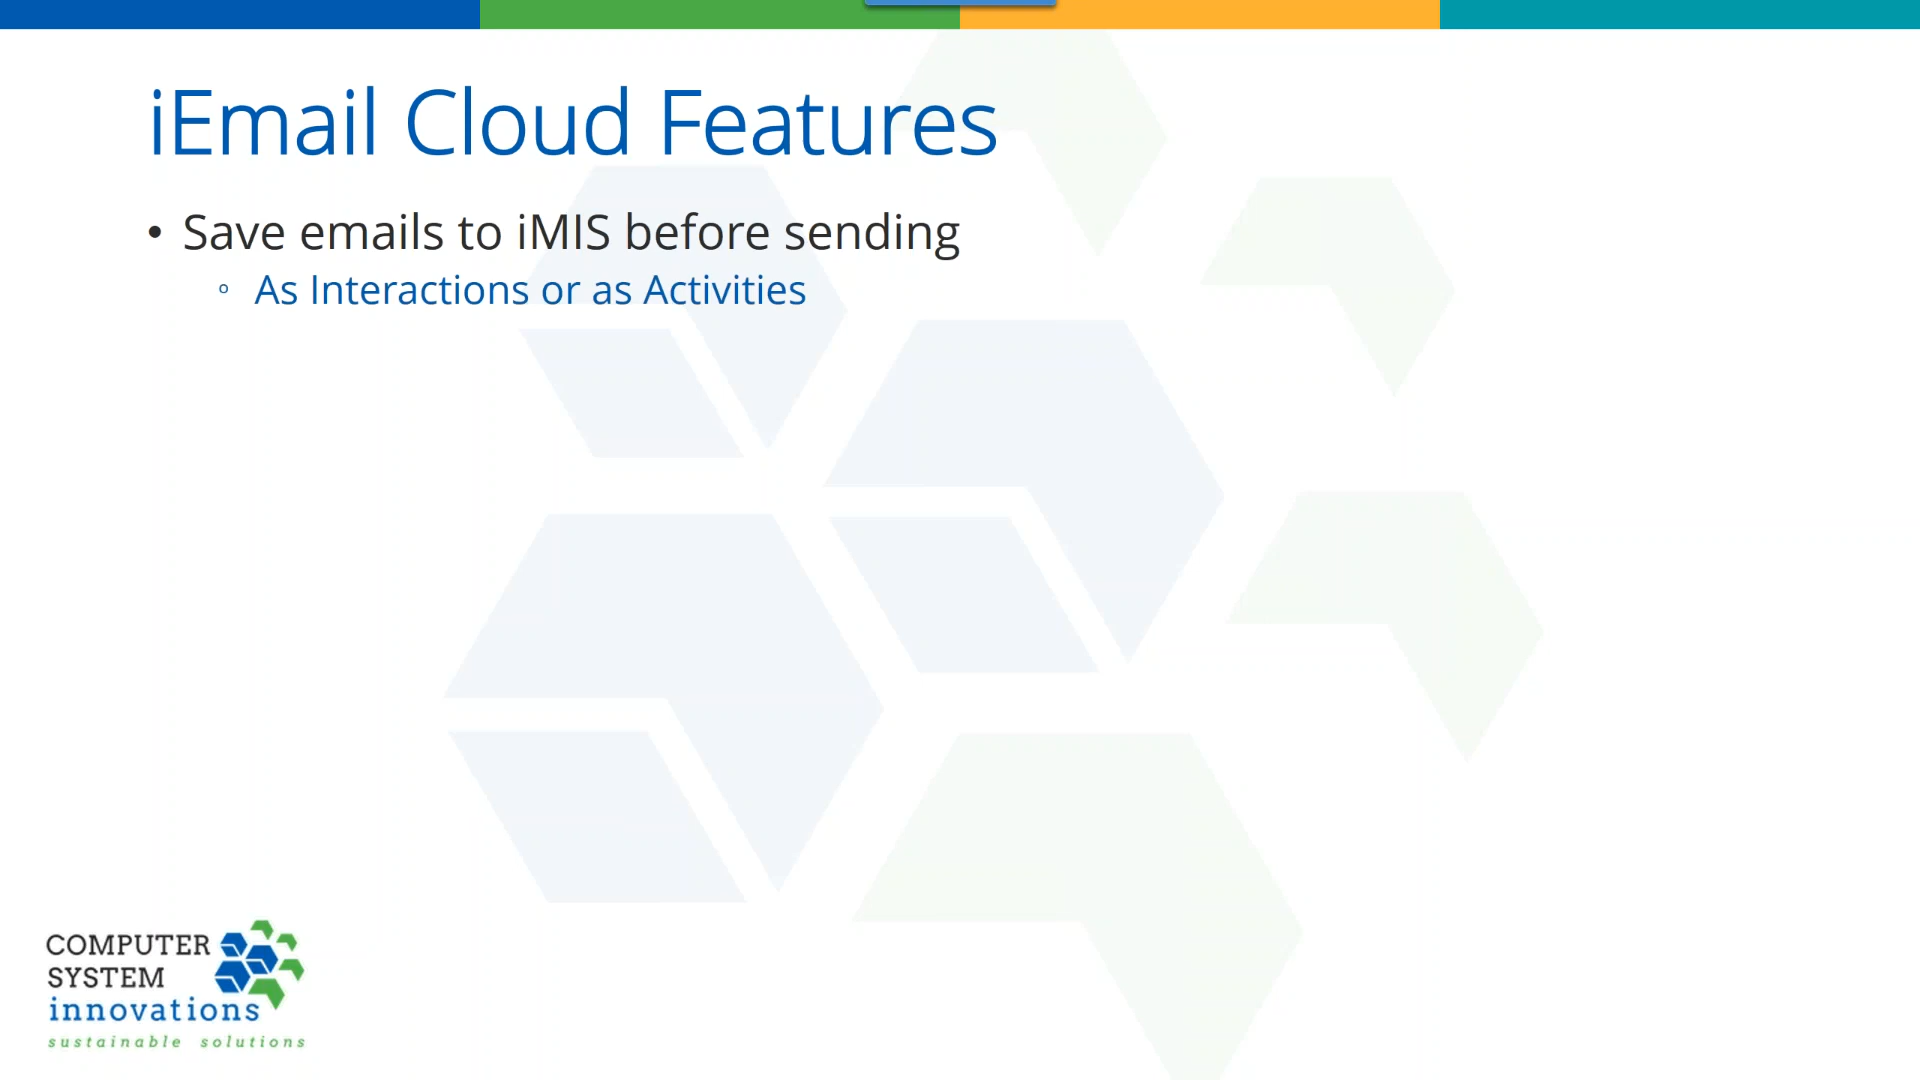 iEmail Cloud Features
• Save emails to iMIS before sending
◦ As Interactions or as Activities
COMPUTER
SYSTEM
innovations
sustainable solutions